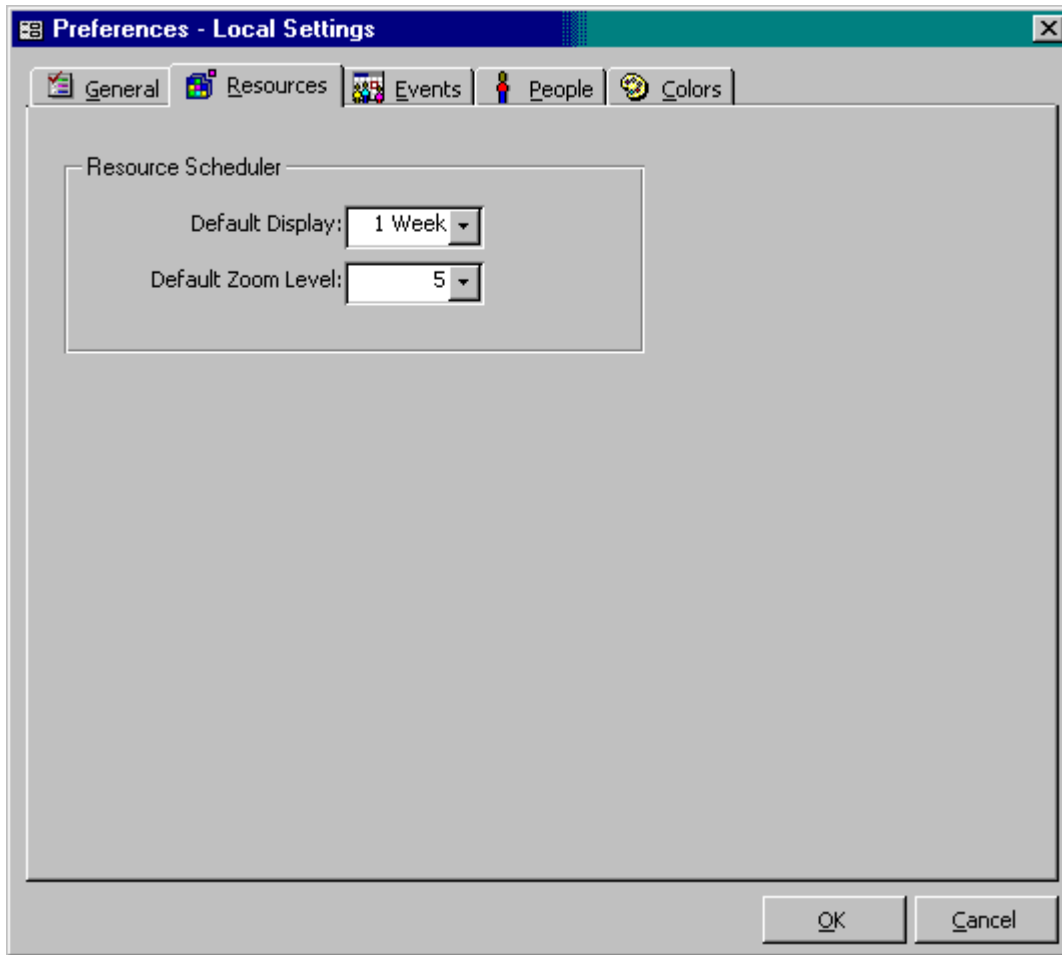 Preferences - Local Settings
General Resources Events People Colors
Resource Scheduler
Default Display: 1 Week
Default Zoom Level: 5
OK Cancel